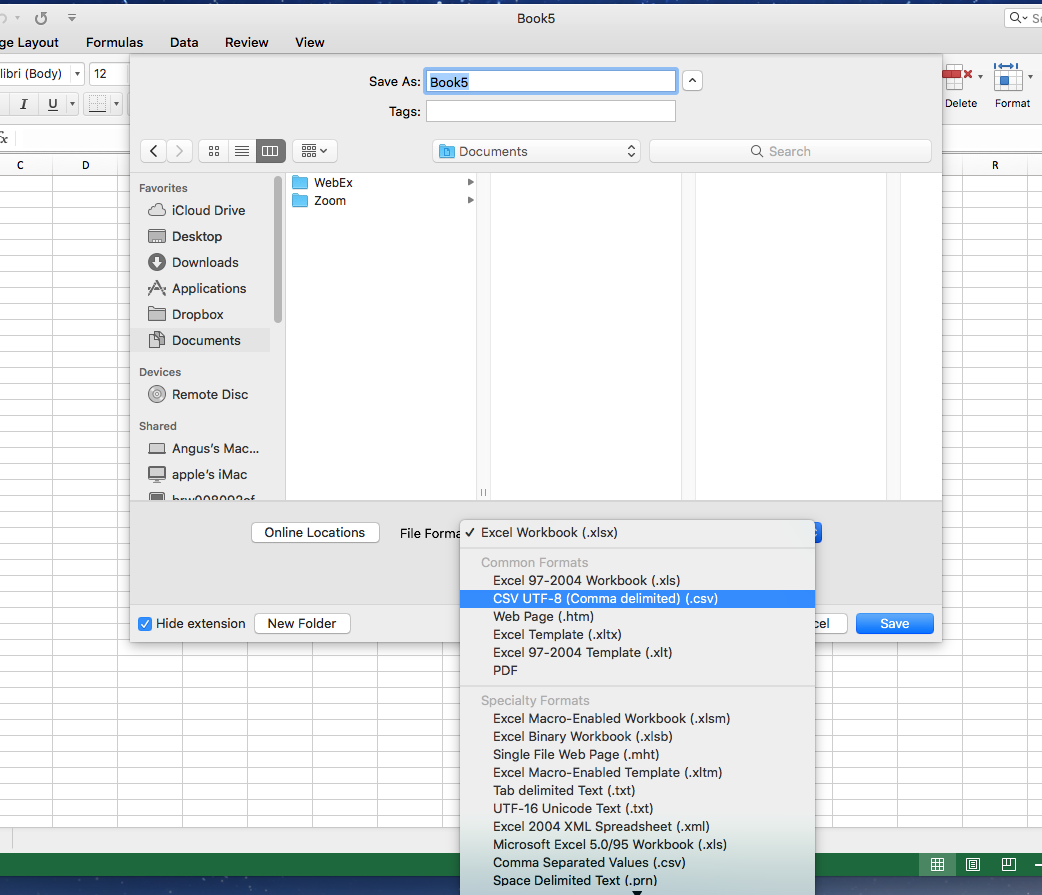 Book5
ge Layout Formulas Data Review View
libri (Body) 12
I U
Delete Format
Save As: Book5
Tags:
Documents Search
C D R
Favorites
iCloud Drive
Desktop
Downloads
Applications
Dropbox
Documents
Devices
Remote Disc
Shared
Angus's Mac...
apple's iMac
WebEx
Zoom
Online Locations File Forma
Excel Workbook (.xlsx)
Common Formats
Excel 97-2004 Workbook (.xls)
CSV UTF-8 (Comma delimited) (.csv)
Web Page (.htm)
Excel Template (.xltx)
Excel 97-2004 Template (.xlt)
PDF
Hide extension New Folder cel Save
Specialty Formats
Excel Macro-Enabled Workbook (.xlsm)
Excel Binary Workbook (.xlsb)
Single File Web Page (.mht)
Excel Macro-Enabled Template (.xltm)
Tab delimited Text (.txt)
UTF-16 Unicode Text (.txt)
Excel 2004 XML Spreadsheet (.xml)
Microsoft Excel 5.0/95 Workbook (.xls)
Comma Separated Values (.csv)
Space Delimited Text (.prn)